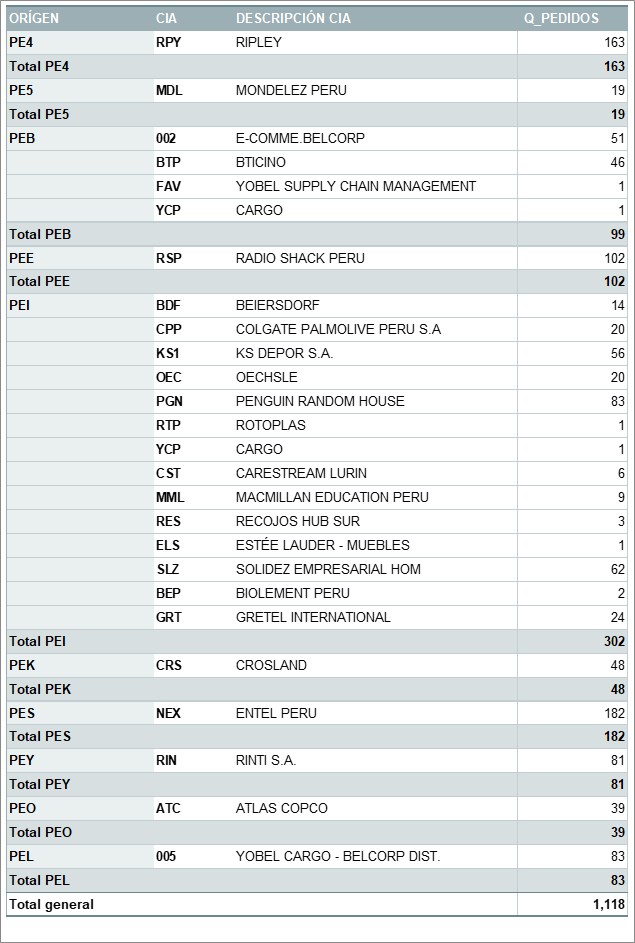 ORÍGEN CIA DESCRIPCIÓN CIA Q_PEDIDOS
PE4 RPY RIPLEY 163
Total PE4 163
PE5 MDL MONDELEZ PERU 19
Total PE5 19
PEB 002 E-COMME.BELCORP 51
BTP BTICINO 46
FAV YOBEL SUPPLY CHAIN MANAGEMENT 1
YCP CARGO 1
Total PEB 99
PEE RSP RADIO SHACK PERU 102
Total PEE 102
PEI BDF BEIERSDORF 14
CPP COLGATE PALMOLIVE PERU S.A 20
KS1 KS DEPOR S.A. 56
OEC OECHSLE 20
PGN PENGUIN RANDOM HOUSE 83
RTP ROTOPLAS 1
YCP CARGO 1
CST CARESTREAM LURIN 6
MML MACMILLAN EDUCATION PERU 9
RES RECOJOS HUB SUR 3
ELS ESTÉE LAUDER - MUEBLES 1
SLZ SOLIDEZ EMPRESARIAL HOM 62
BEP BIOLEMENT PERU 2
GRT GRETEL INTERNATIONAL 24
Total PEI 302
PEK CRS CROSLAND 48
Total PEK 48
PES NEX ENTEL PERU 182
Total PES 182
PEY RIN RINTI S.A. 81
Total PEY 81
PEO ATC ATLAS COPCO 39
Total PEO 39
PEL 005 YOBEL CARGO - BELCORP DIST. 83
Total PEL 83
Total general 1,118